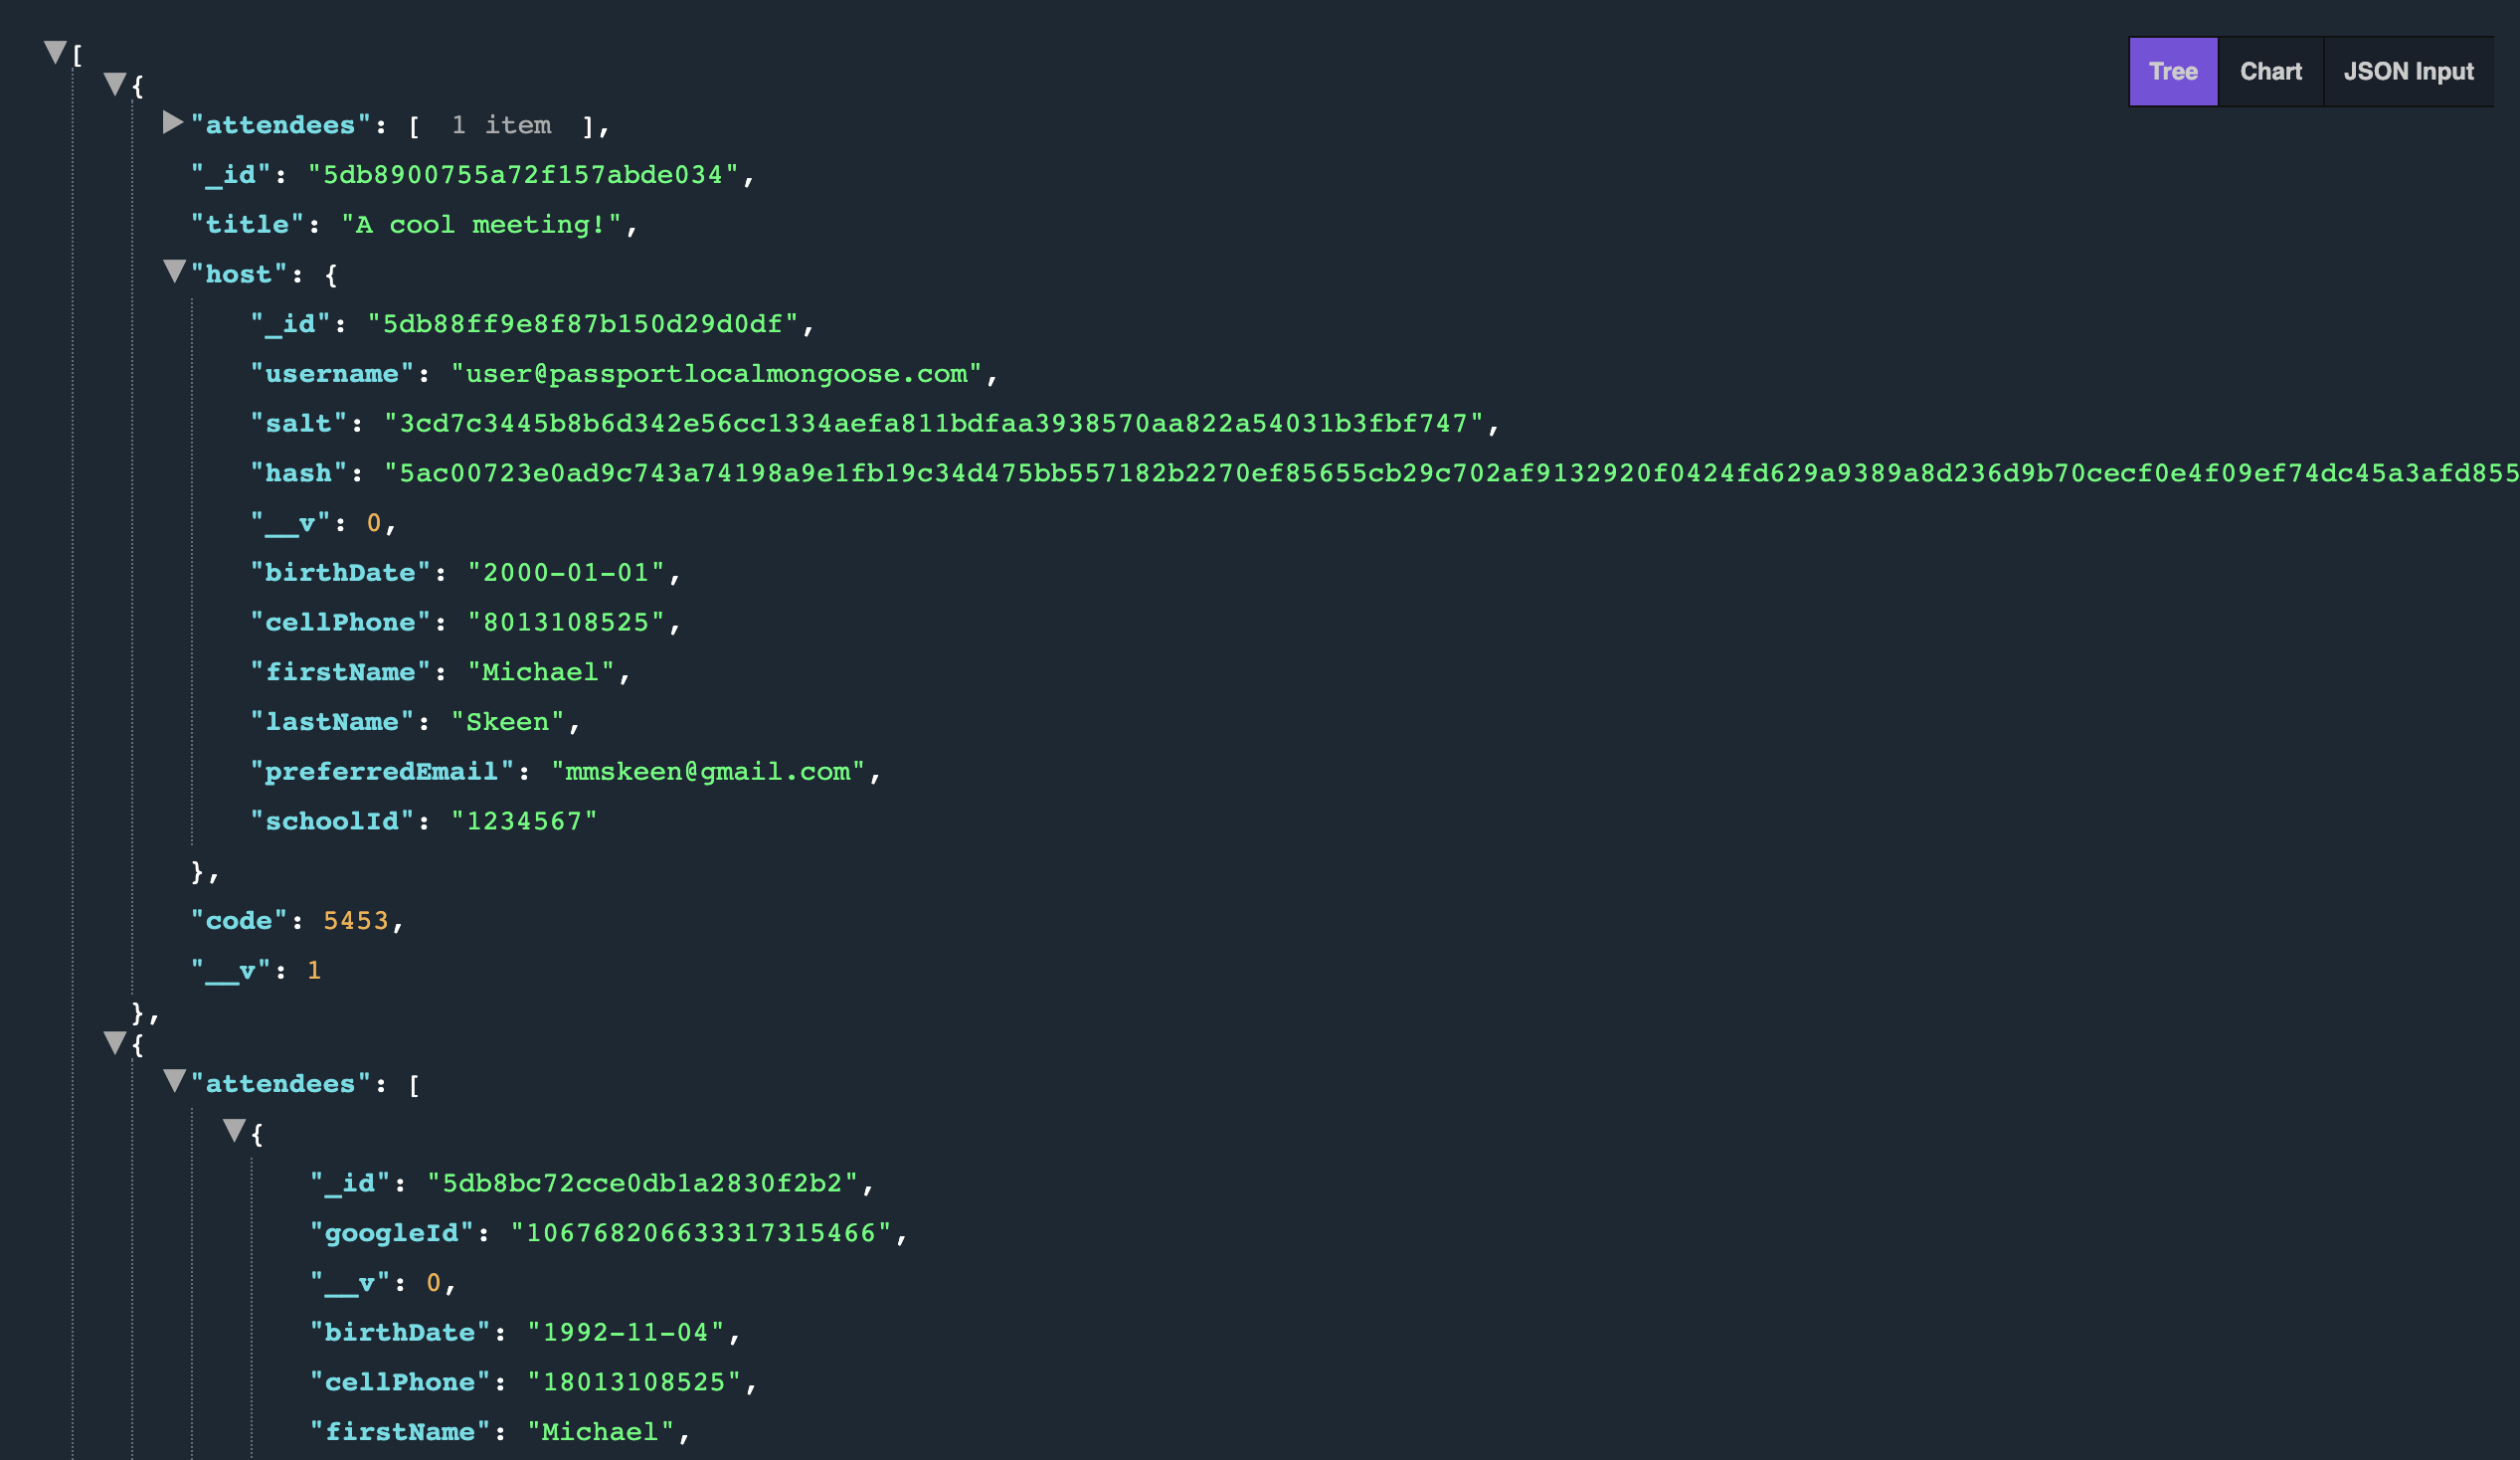 [
Tree Chart JSON Input
{
"attendees": [ 1 item ],
"_id": "5db8900755a72f157abde034",
"title": "A cool meeting!",
"host": {
"_id": "5db88ff9e8f87b150d29d0df",
"username": "user@passportlocalmongoose.com",
"salt": "3cd7c3445b8b6d342e56cc1334aefa811bdfaa3938570aa822a54031b3fbf747",
"hash": "5ac00723e0ad9c743a74198a9e1fb19c34d475bb557182b2270ef85655cb29c702af9132920f0424fd629a9389a8d236d9b70cecf0e4f09ef74dc45a3afd855
"__v": 0,
"birthDate": "2000-01-01",
"cellPhone": "8013108525",
"firstName": "Michael",
"lastName": "Skeen",
"preferredEmail": "mmskeen@gmail.com",
"schoolId": "1234567"
},
"code": 5453,
"__v": 1
},
{
"attendees": [
{
"_id": "5db8bc72cce0db1a2830f2b2",
"googleId": "106768206633317315466",
"__v": 0,
"birthDate": "1992-11-04",
"cellPhone": "18013108525",
"firstName": "Michael",